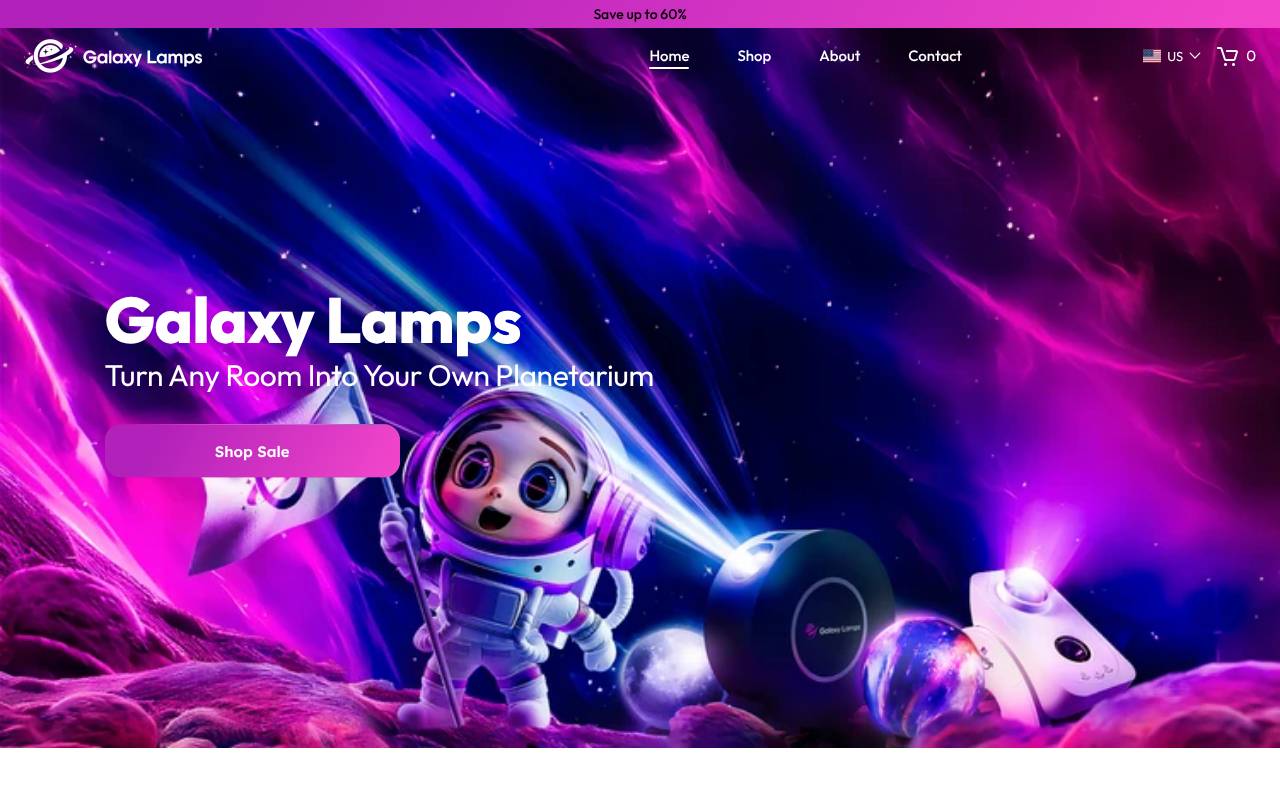 Save up to 60%
Galaxy Lamps
Home
Shop
About
Contact
US
0
Galaxy Lamps
Turn Any Room Into Your Own Planetarium
Shop Sale
Galaxy Lamps